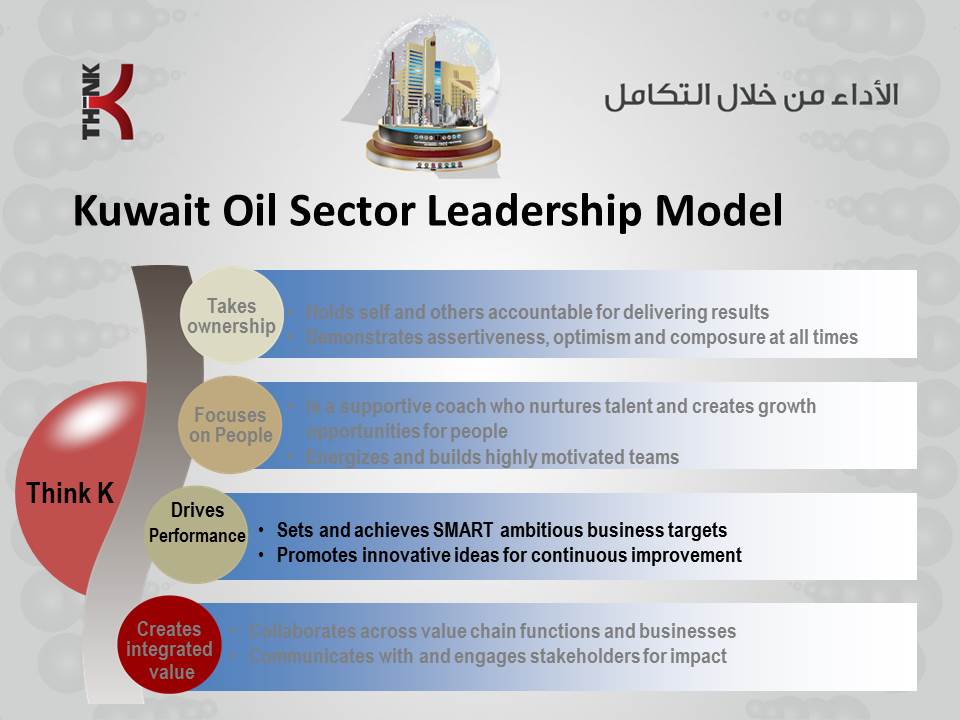 TH-NK
K
الأداء من خلال التكامل
Kuwait Oil Sector Leadership Model
Think K
Takes
ownership
• Holds self and others accountable for delivering results
• Demonstrates assertiveness, optimism and composure at all times
Focuses
on People
• Is a supportive coach who nurtures talent and creates growth
opportunities for people
• Energizes and builds highly motivated teams
Drives
Performance
• Sets and achieves SMART ambitious business targets
• Promotes innovative ideas for continuous improvement
Creates
integrated
value
• Collaborates across value chain functions and businesses
• Communicates with and engages stakeholders for impact